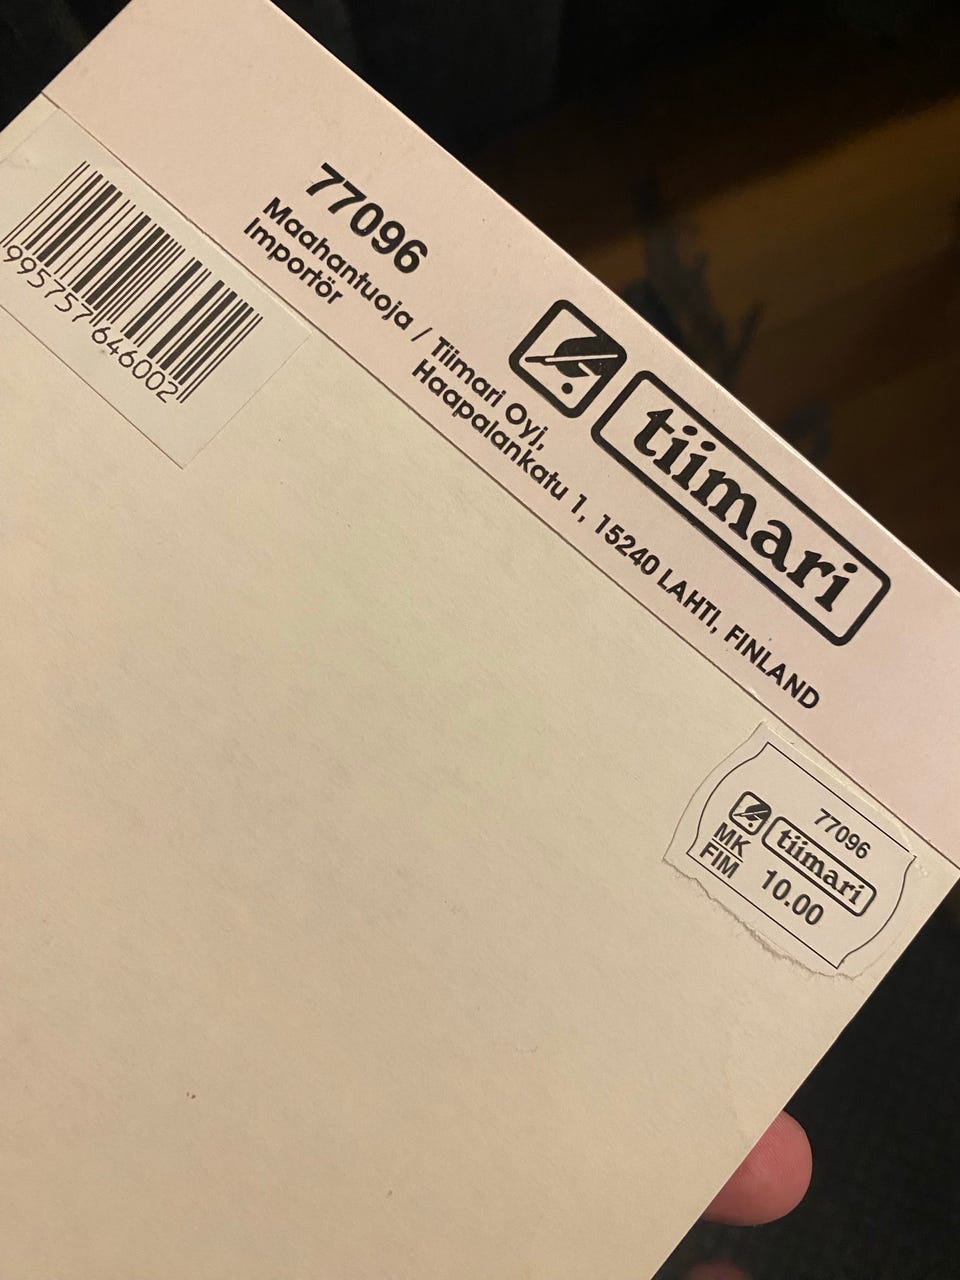 77096
Maahantuoja / Tiimari Oyj,
Importör Haapalankatu 1, 15240 LAHTI, FINLAND
tiimari
995757646002
77096
tiimari
MK
FIM 10.00